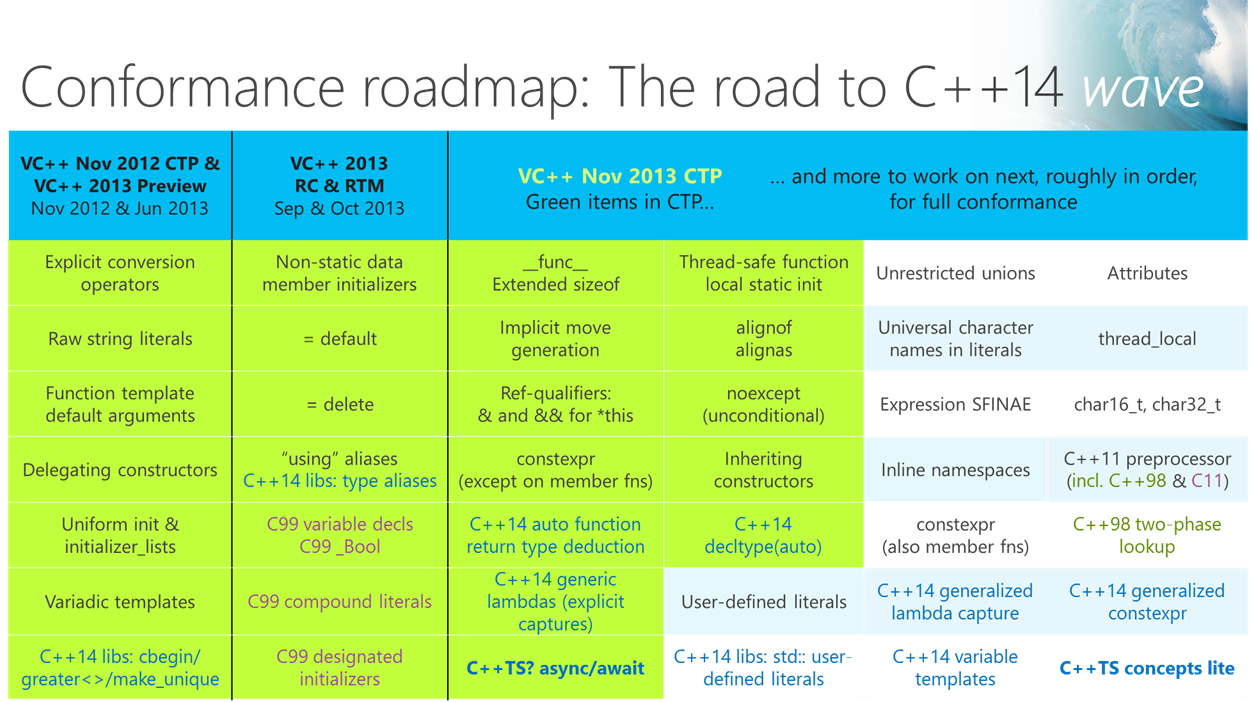 Conformance roadmap: The road to C++14 wave
VC++ Nov 2012 CTP &
VC++ 2013 Preview
Nov 2012 & Jun 2013
VC++ 2013
RC & RTM
Sep & Oct 2013
VC++ Nov 2013 CTP
Green items in CTP...
... and more to work on next, roughly in order,
for full conformance
Explicit conversion
operators
Non-static data
member initializers
__func__
Extended sizeof
Thread-safe function
local static init
Unrestricted unions
Attributes
Raw string literals
= default
Implicit move
generation
alignof
alignas
Universal character
names in literals
thread_local
Function template
default arguments
= delete
Ref-qualifiers:
& and && for *this
noexcept
(unconditional)
Expression SFINAE
char16_t, char32_t
Delegating constructors
“using” aliases
C++14 libs: type aliases
constexpr
(except on member fns)
Inheriting
constructors
Inline namespaces
C++11 preprocessor
(incl. C++98 & C11)
Uniform init &
initializer_lists
C99 variable decls
C99 _Bool
C++14 auto function
return type deduction
C++14
decltype(auto)
constexpr
(also member fns)
C++98 two-phase
lookup
Variadic templates
C99 compound literals
C++14 generic
lambdas (explicit
captures)
User-defined literals
C++14 generalized
lambda capture
C++14 generalized
constexpr
C++14 libs: cbegin/
greater<>/make_unique
C99 designated
initializers
C++TS? async/await
C++14 libs: std:: user-
defined literals
C++14 variable
templates
C++TS concepts lite